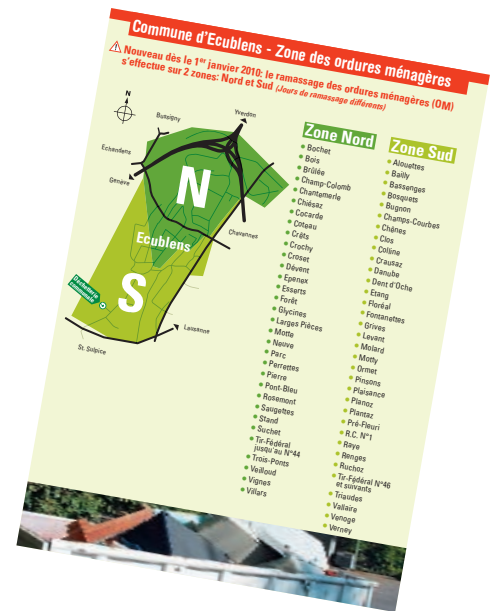 Commune d'Ecublens - Zone des ordures ménagères
Nouveau dès le 1er janvier 2010: le ramassage des ordures ménagères (OM)
s'effectue sur 2 zones: Nord et Sud (Jours de ramassage différents)
N
Bussigny
Yverdon
Echandens
Genève
N
Ecublens
Chavannes
S
Déchetterie
communale
Lausanne
St. Sulpice
Zone Nord
Bochet
Bois
Brûlée
Champ-Colomb
Chantemerle
Chiésaz
Cocarde
Coteau
Crêts
Crochy
Croset
Dévent
Epenex
Esserts
Forêt
Glycines
Larges Pièces
Motte
Neuve
Parc
Perrettes
Pierre
Pont-Bleu
Rosemont
Saugettes
Stand
Suchet
Tir-Fédéral
jusqu'au N°44
Trois-Ponts
Veilloud
Vignes
Villars
Zone Sud
Alouettes
Bailly
Bassenges
Bosquets
Bugnon
Champs-Courbes
Chênes
Clos
Colline
Crausaz
Danube
Dent d'Oche
Etang
Floréal
Fontanettes
Grives
Levant
Molard
Motty
Ormet
Pinsons
Plaisance
Planoz
Plantaz
Pré-Fleuri
R.C. N°1
Reye
Renges
Ruchoz
Tir-Fédéral N°46
et suivants
Triaudes
Vallaire
Venoge
Verney